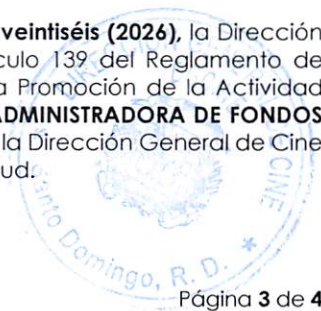 veintiséis (2026), la Dirección
culo 139 del Reglamento de
a Promoción de la Actividad
ADMINISTRADORA DE FONDOS
la Dirección General de Cine
ud.
CINE
Santo Domingo, R. D. *
Página 3 de 4